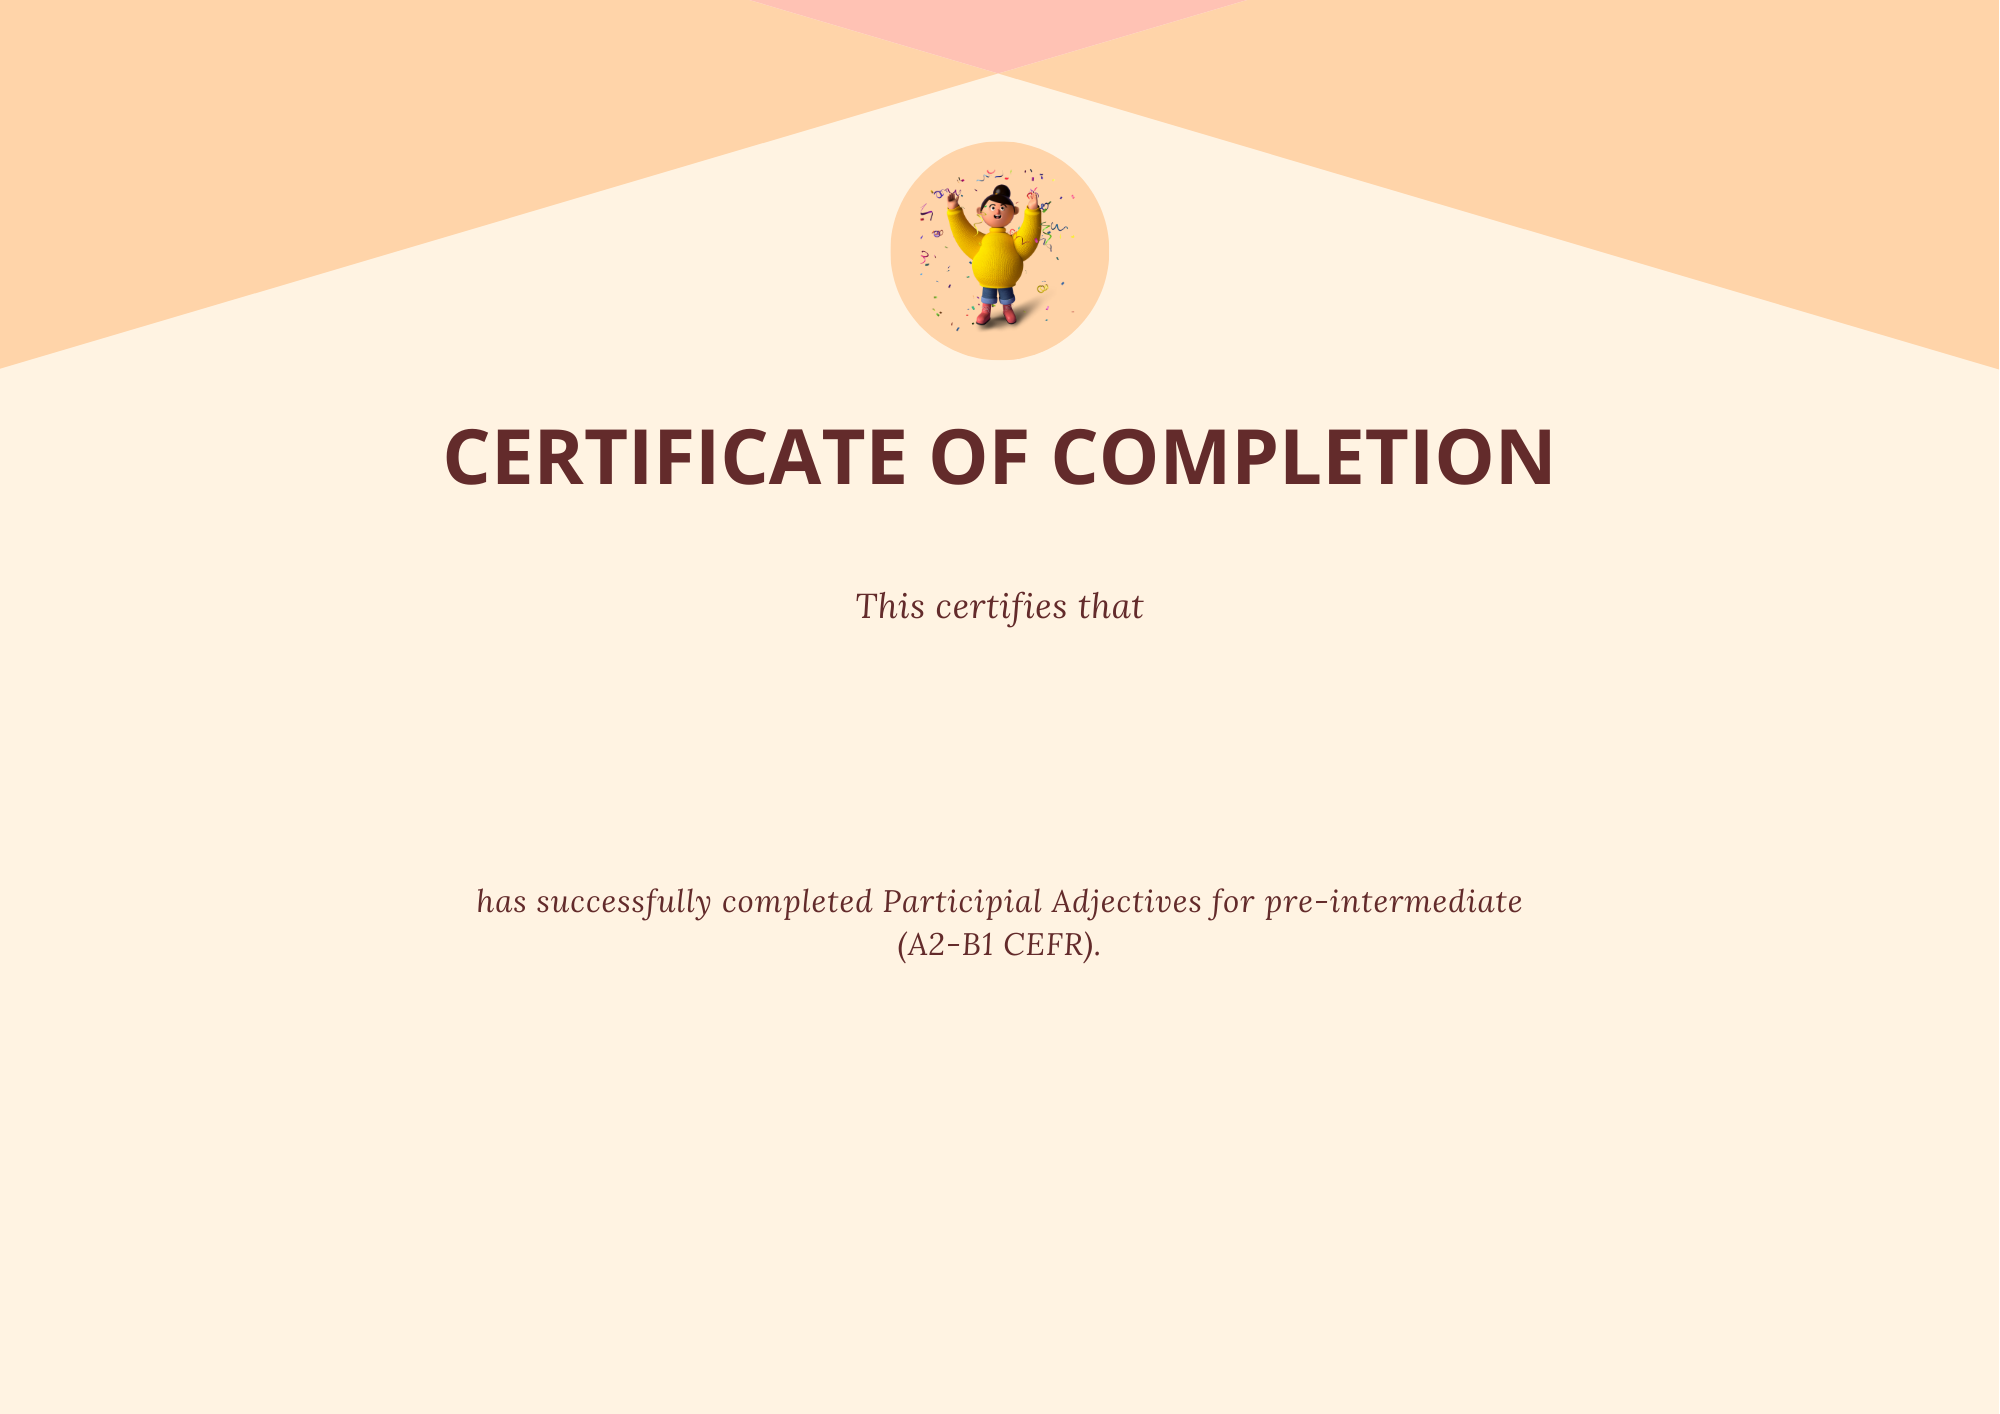 CERTIFICATE OF COMPLETION
This certifies that
has successfully completed Participial Adjectives for pre-intermediate
(A2-B1 CEFR).